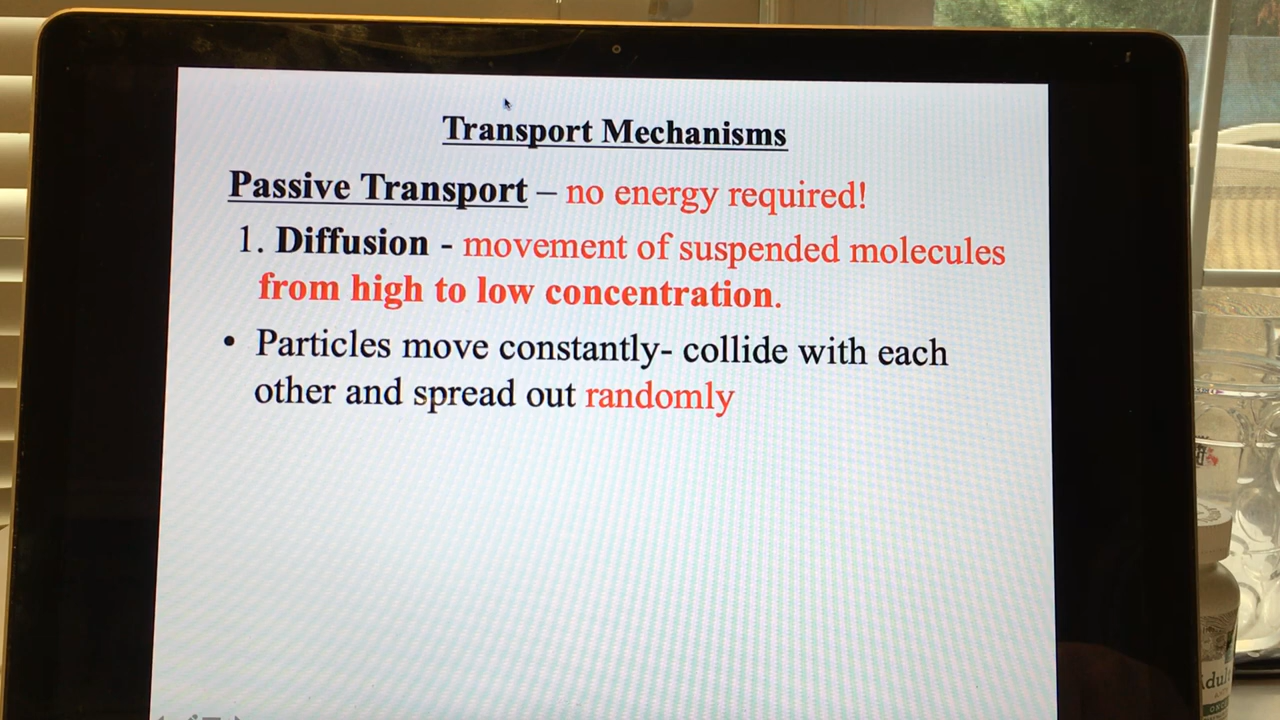 Transport Mechanisms
Passive Transport – no energy required!
1. Diffusion - movement of suspended molecules
from high to low concentration.
• Particles move constantly- collide with each
other and spread out randomly